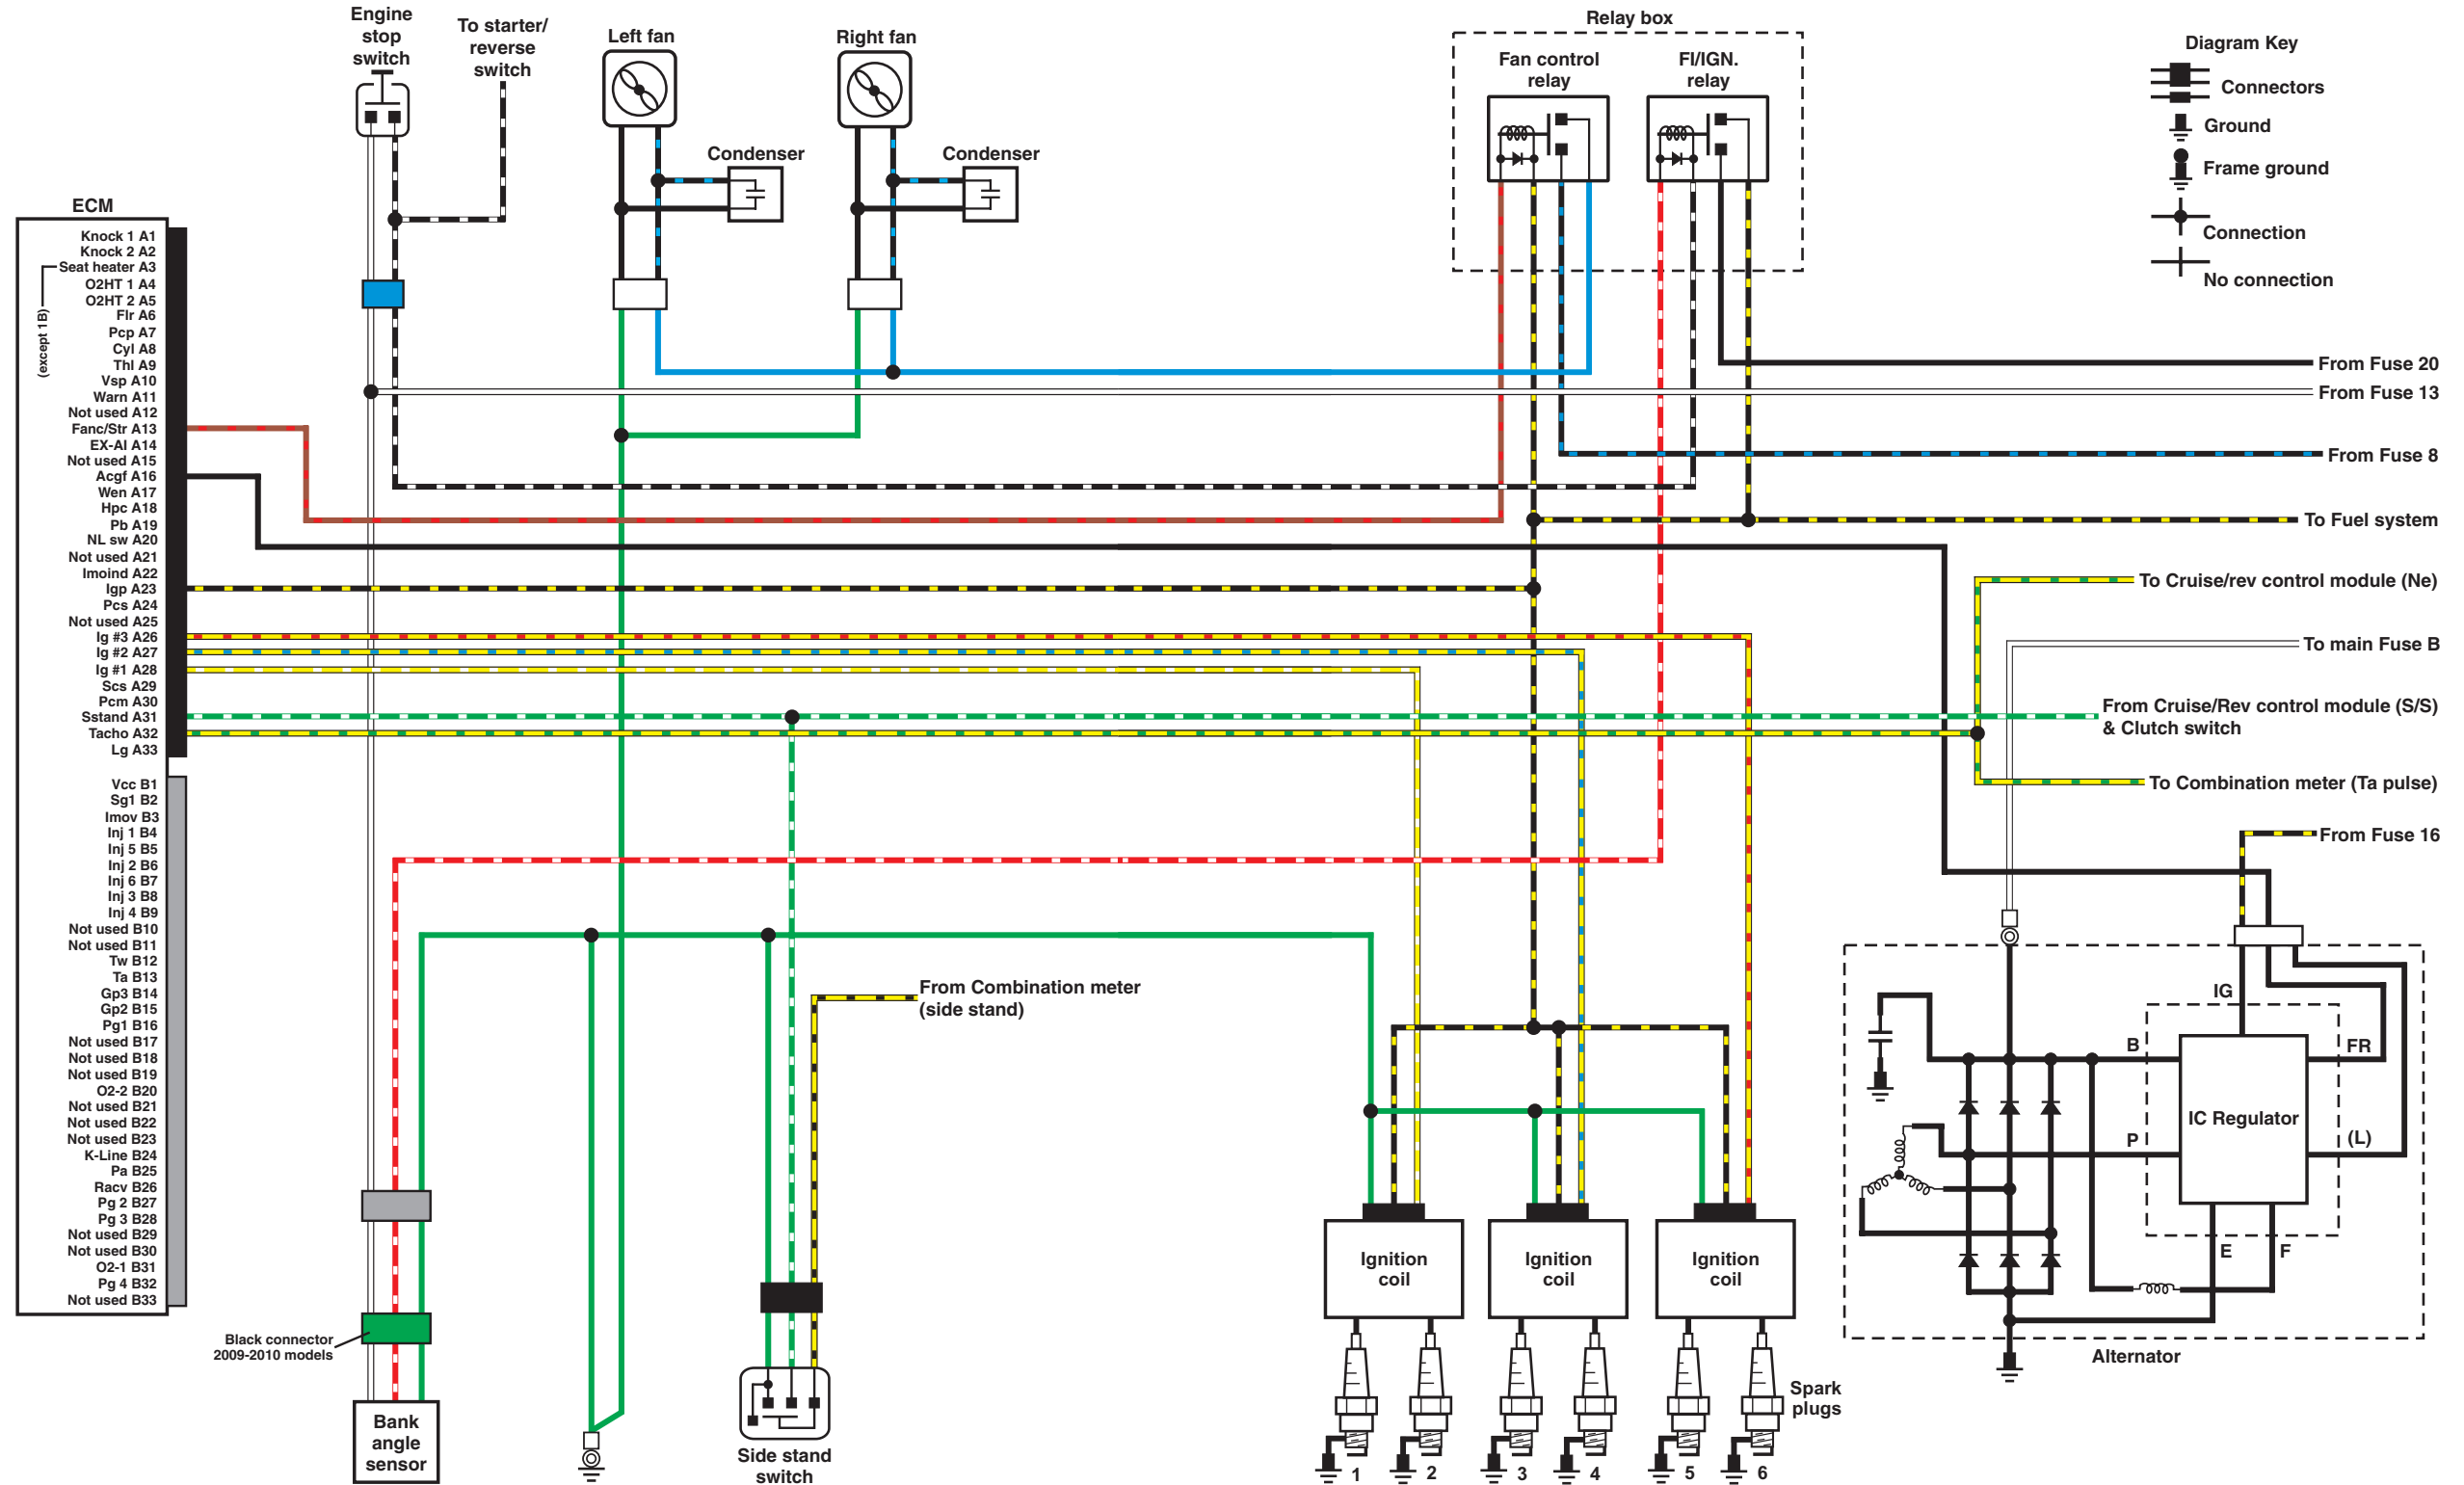 Engine
stop
switch
To starter/
reverse
switch
Left fan
Right fan
Condenser
Condenser
Relay box
Fan control
relay
FI/IGN.
relay
Diagram Key
Connectors
Ground
Frame ground
Connection
No connection
ECM
Knock 1 A1
Knock 2 A2
Seat heater A3
(except 1B)
O2HT 1 A4
O2HT 2 A5
Flr A6
Pcp A7
Cyl A8
Thl A9
Vsp A10
Warn A11
Not used A12
Fanc/Str A13
EX-AI A14
Not used A15
Acgf A16
Wen A17
Hpc A18
Pb A19
NL sw A20
Not used A21
Imoind A22
Igp A23
Pcs A24
Not used A25
Ig #3 A26
Ig #2 A27
Ig #1 A28
Scs A29
Pcm A30
Sstand A31
Tacho A32
Lg A33
Vcc B1
Sg1 B2
Imov B3
Inj 1 B4
Inj 5 B5
Inj 2 B6
Inj 6 B7
Inj 3 B8
Inj 4 B9
Not used B10
Not used B11
Tw B12
Ta B13
Gp3 B14
Gp2 B15
Pg1 B16
Not used B17
Not used B18
Not used B19
O2-2 B20
Not used B21
Not used B22
Not used B23
K-Line B24
Pa B25
Racv B26
Pg 2 B27
Pg 3 B28
Not used B29
Not used B30
O2-1 B31
Pg 4 B32
Not used B33
Black connector
2009-2010 models
Bank
angle
sensor
From Fuse 20
From Fuse 13
From Fuse 8
To Fuel system
To Cruise/rev control module (Ne)
To main Fuse B
From Cruise/Rev control module (S/S)
& Clutch switch
To Combination meter (Ta pulse)
From Fuse 16
From Combination meter
(side stand)
Side stand
switch
Ignition
coil
Ignition
coil
Ignition
coil
Spark
plugs
1
2
3
4
5
6
IG
B
FR
IC Regulator
P
(L)
E
F
Alternator